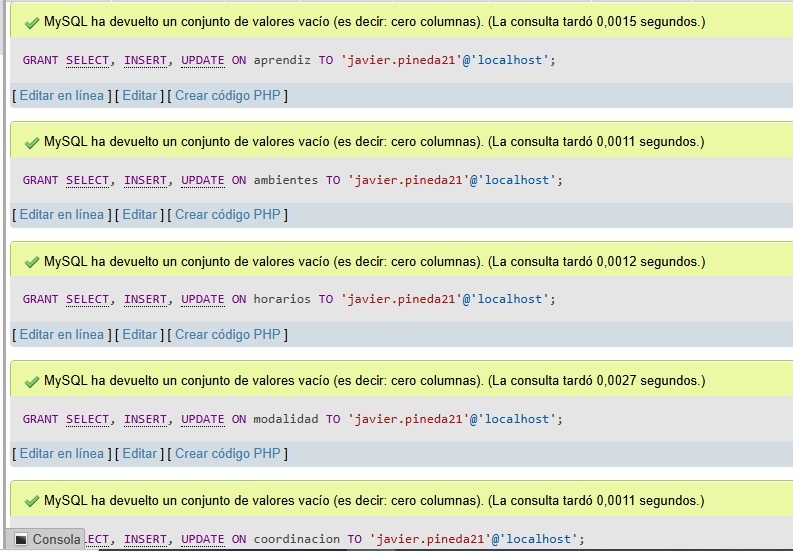 MySQL ha devuelto un conjunto de valores vacío (es decir: cero columnas). (La consulta tardó 0,0015 segundos.)
GRANT SELECT, INSERT, UPDATE ON aprendiz TO 'javier.pineda21'@'localhost';
[ Editar en línea ] [ Editar ] [ Crear código PHP ]
MySQL ha devuelto un conjunto de valores vacío (es decir: cero columnas). (La consulta tardó 0,0011 segundos.)
GRANT SELECT, INSERT, UPDATE ON ambientes TO 'javier.pineda21'@'localhost';
[ Editar en línea ] [ Editar ] [ Crear código PHP ]
MySQL ha devuelto un conjunto de valores vacío (es decir: cero columnas). (La consulta tardó 0,0012 segundos.)
GRANT SELECT, INSERT, UPDATE ON horarios TO 'javier.pineda21'@'localhost';
[ Editar en línea ] [ Editar ] [ Crear código PHP ]
MySQL ha devuelto un conjunto de valores vacío (es decir: cero columnas). (La consulta tardó 0,0027 segundos.)
GRANT SELECT, INSERT, UPDATE ON modalidad TO 'javier.pineda21'@'localhost';
[ Editar en línea ] [ Editar ] [ Crear código PHP ]
MySQL ha devuelto un conjunto de valores vacío (es decir: cero columnas). (La consulta tardó 0,0011 segundos.)
Consola LECT, INSERT, UPDATE ON coordinacion TO 'javier.pineda21'@'localhost';